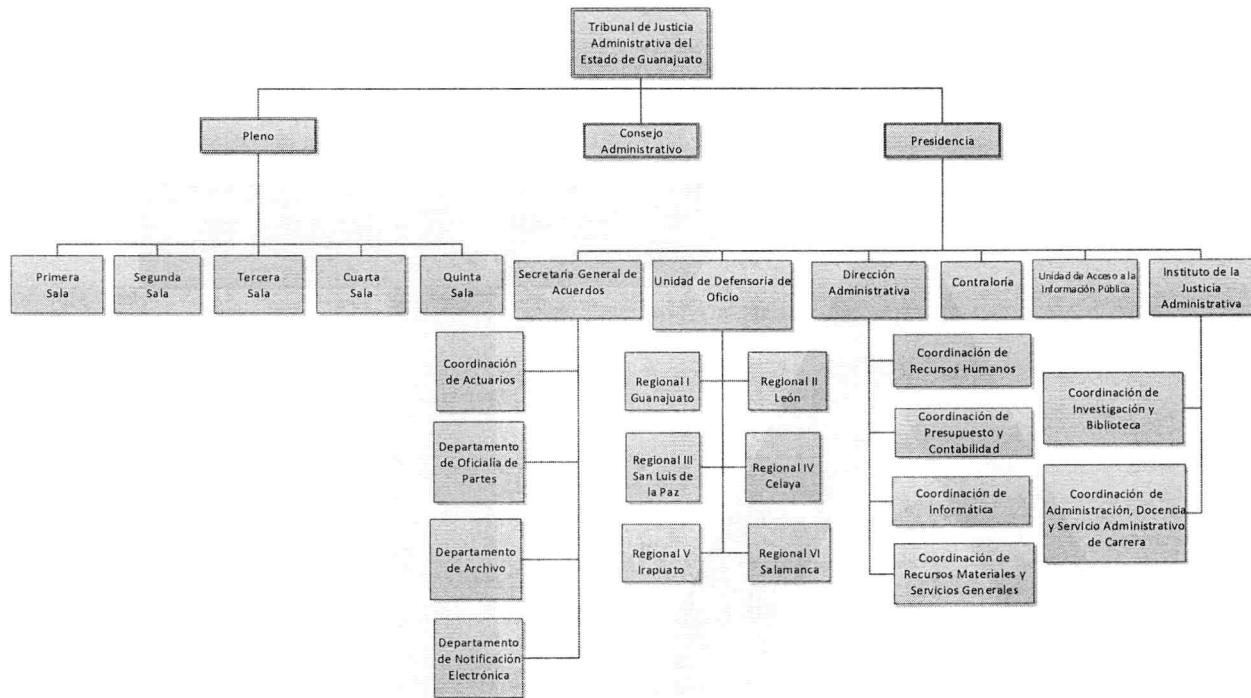 Tribunal de Justicia
Administrativa del
Estado de Guanajuato
Pleno
Consejo
Administrativo
Presidencia
Primera
Sala
Segunda
Sala
Tercera
Sala
Cuarta
Sala
Quinta
Sala
Secretaría General de
Acuerdos
Unidad de Defensoría de
Oficio
Dirección
Administrativa
Contraloría
Unidad de Acceso a la
Información Pública
Instituto de la
Justicia
Administrativa
Coordinación
de Actuarios
Departamento
de Oficialía de
Partes
Departamento
de Archivo
Departamento
de Notificación
Electrónica
Regional I
Guanajuato
Regional II
León
Regional III
San Luis de
la Paz
Regional IV
Celaya
Regional V
Irapuato
Regional VI
Salamanca
Coordinación de
Recursos Humanos
Coordinación de
Presupuesto y
Contabilidad
Coordinación de
Informática
Coordinación de
Recursos Materiales y
Servicios Generales
Coordinación de
Investigación y
Biblioteca
Coordinación de
Administración, Docencia
y Servicio Administrativo
de Carrera